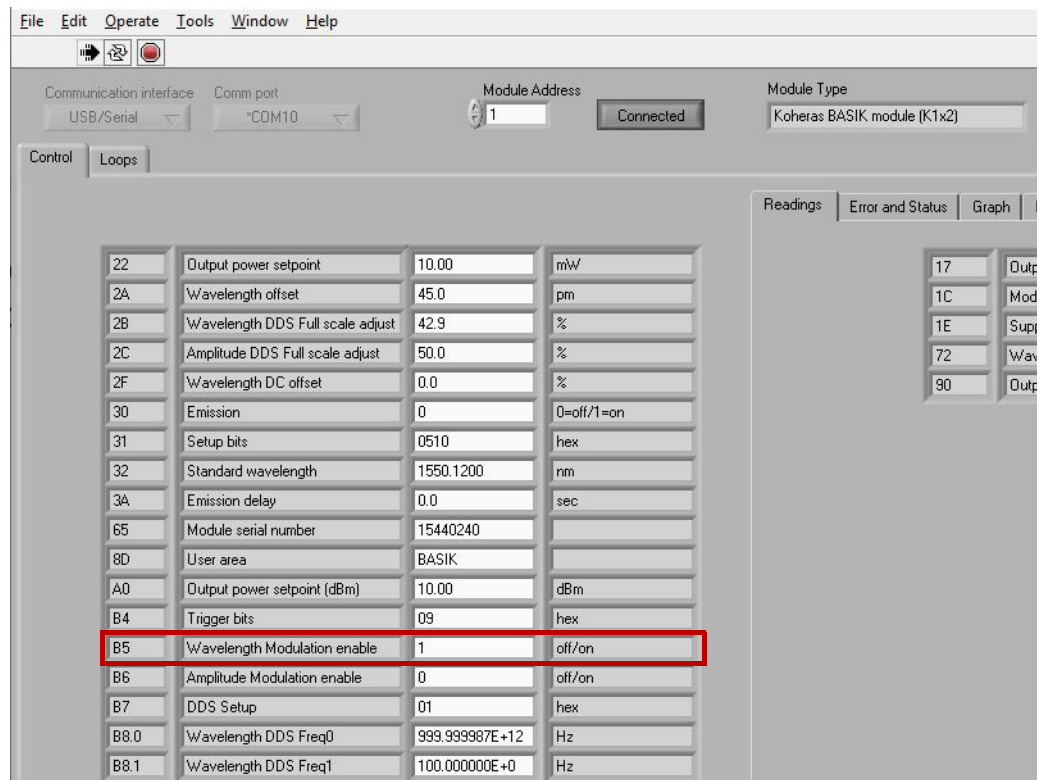 File Edit Operate Tools Window Help
Communication interface Comm port Module Address Module Type
USB/Serial *COM10 1 Connected Koheras BASIK module (K1x2)
Control Loops
Readings Error and Status Graph
22 Output power setpoint 10.00 mW 17
2A Wavelength offset 45.0 pm 1C
2B Wavelength DDS Full scale adjust 42.9 % 1E
2C Amplitude DDS Full scale adjust 50.0 % 72
2F Wavelength DC offset 0.0 % 90
30 Emission 0 0=off/1=on
31 Setup bits 0510 hex
32 Standard wavelength 1550.1200 nm
3A Emission delay 0.0 sec
65 Module serial number 15440240
8D User area BASIK
A0 Output power setpoint (dBm) 10.00 dBm
B4 Trigger bits 09 hex
B5 Wavelength Modulation enable 1 off/on
B6 Amplitude Modulation enable 0 off/on
B7 DDS Setup 01 hex
B8.0 Wavelength DDS Freq0 999.999987E+12 Hz
B8.1 Wavelength DDS Freq1 100.000000E+0 Hz